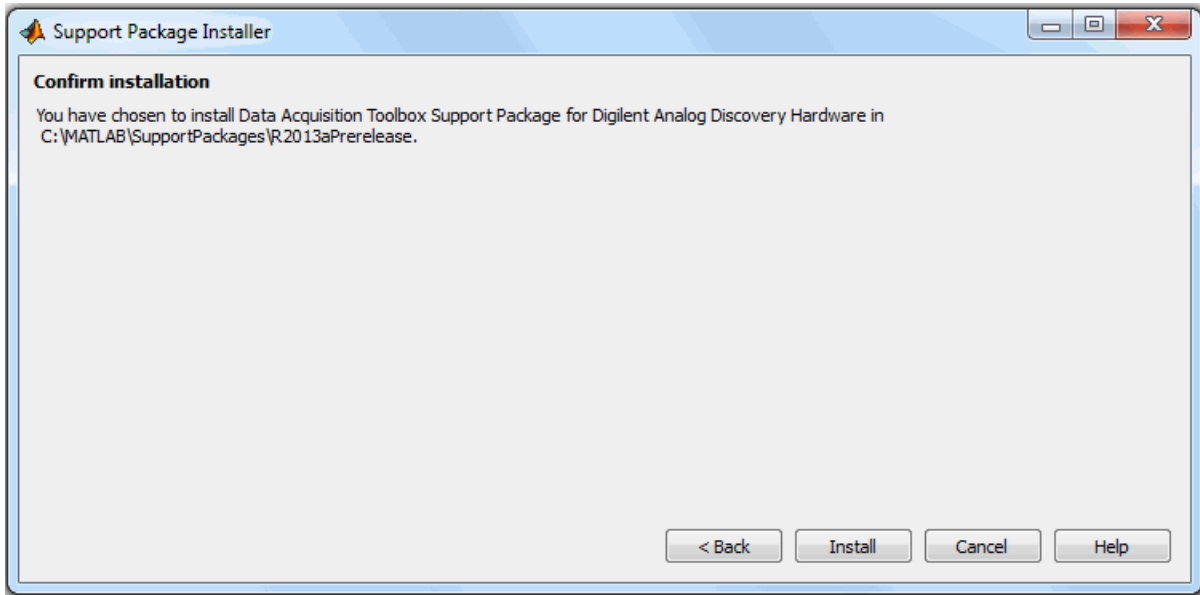 Support Package Installer
Confirm installation
You have chosen to install Data Acquisition Toolbox Support Package for Digilent Analog Discovery Hardware in
C:\MATLAB\SupportPackages\R2013aPrerelease.
< Back Install Cancel Help